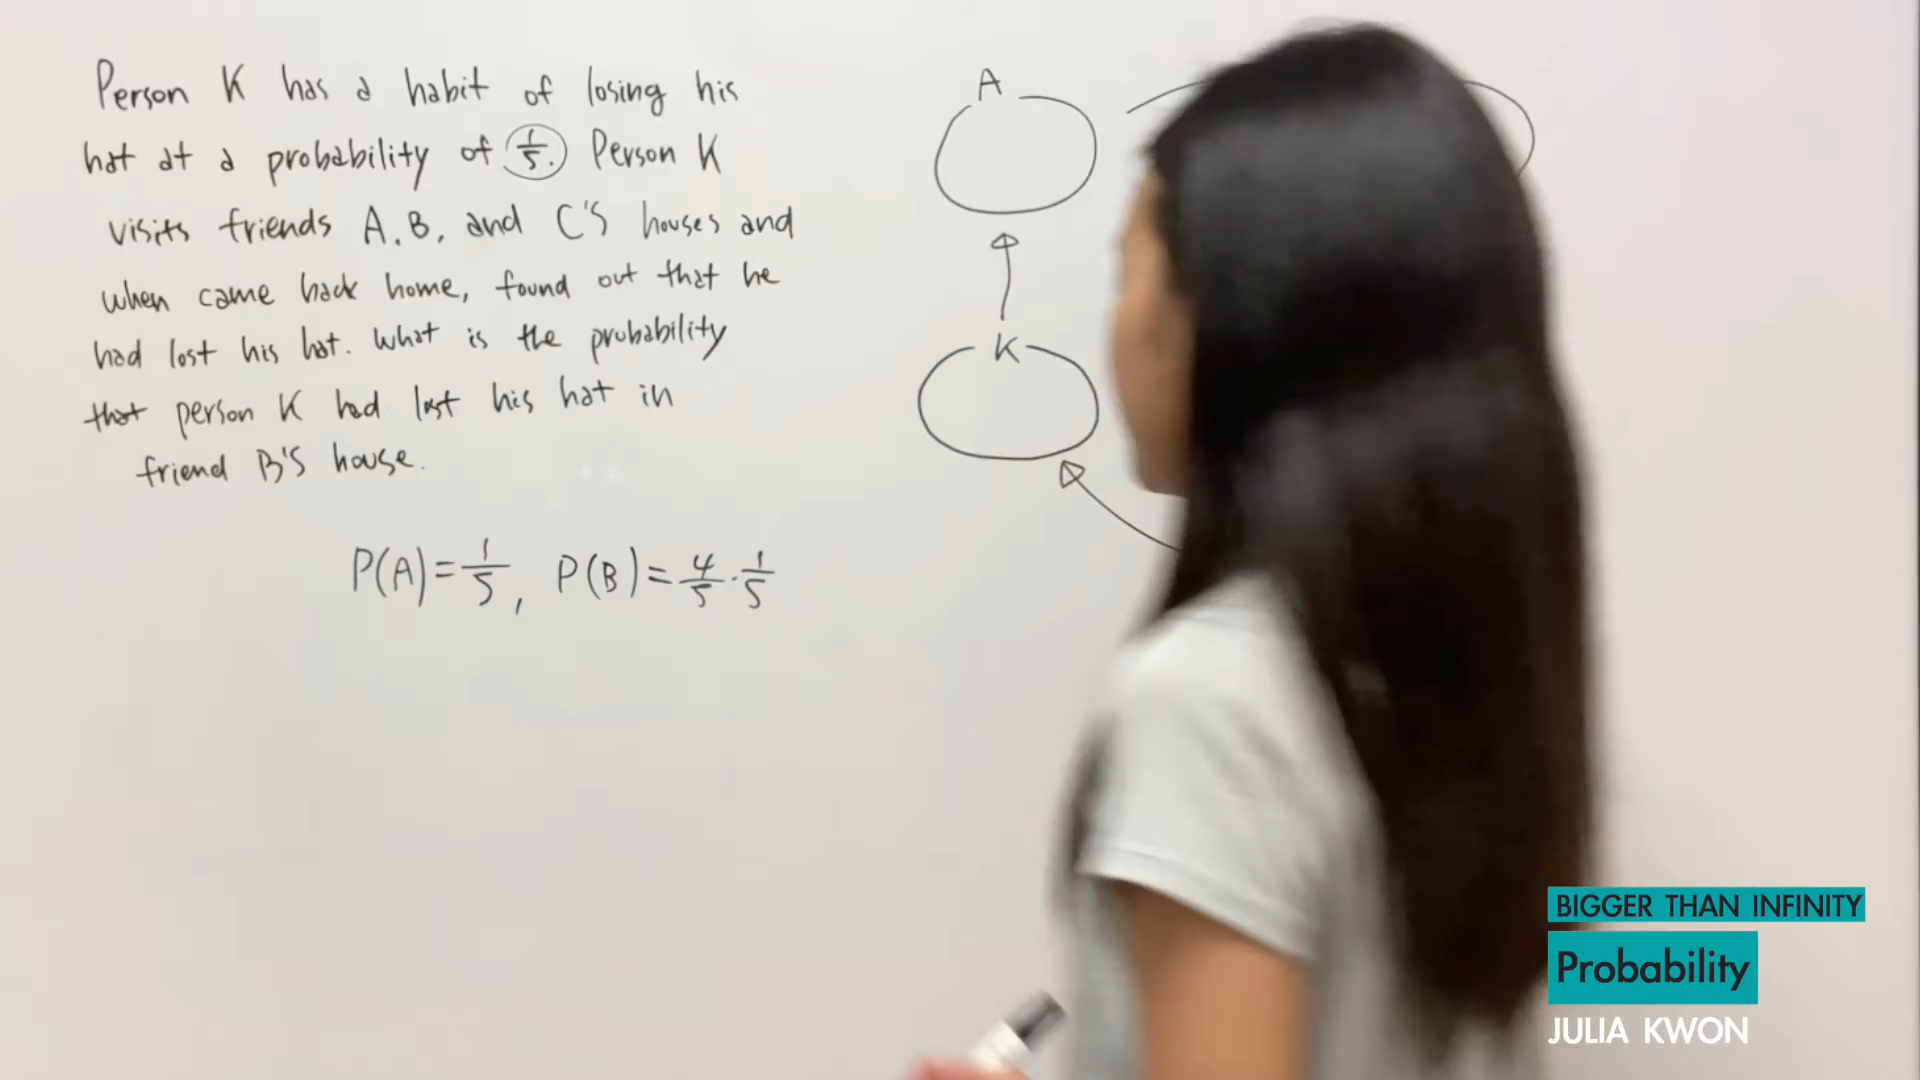 Person K has a habit of losing his
hat at a probability of 1/5. Person K
visits friends A, B, and C's houses and
when came back home, found out that he
had lost his hat. What is the probability
that person K had lost his hat in
friend B's house.
P(A) = 1/5, P(B) = 4/5 · 1/5
A
K
BIGGER THAN INFINITY
Probability
JULIA KWON